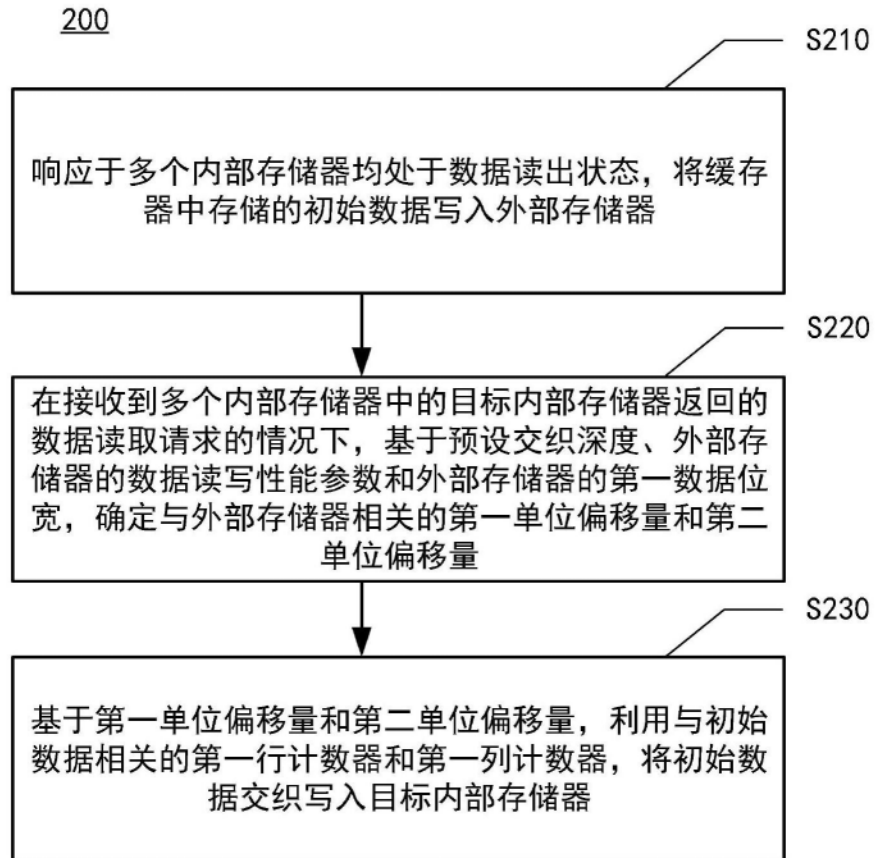 200
S210
响应于多个内部存储器均处于数据读出状态，将缓存
器中存储的初始数据写入外部存储器
S220
在接收到多个内部存储器中的目标内部存储器返回的
数据读取请求的情况下，基于预设交织深度、外部存
储器的数据读写性能参数和外部存储器的第一数据位
宽，确定与外部存储器相关的第一单位偏移量和第二
单位偏移量
S230
基于第一单位偏移量和第二单位偏移量，利用与初始
数据相关的第一行计数器和第一列计数器，将初始数
据交织写入目标内部存储器